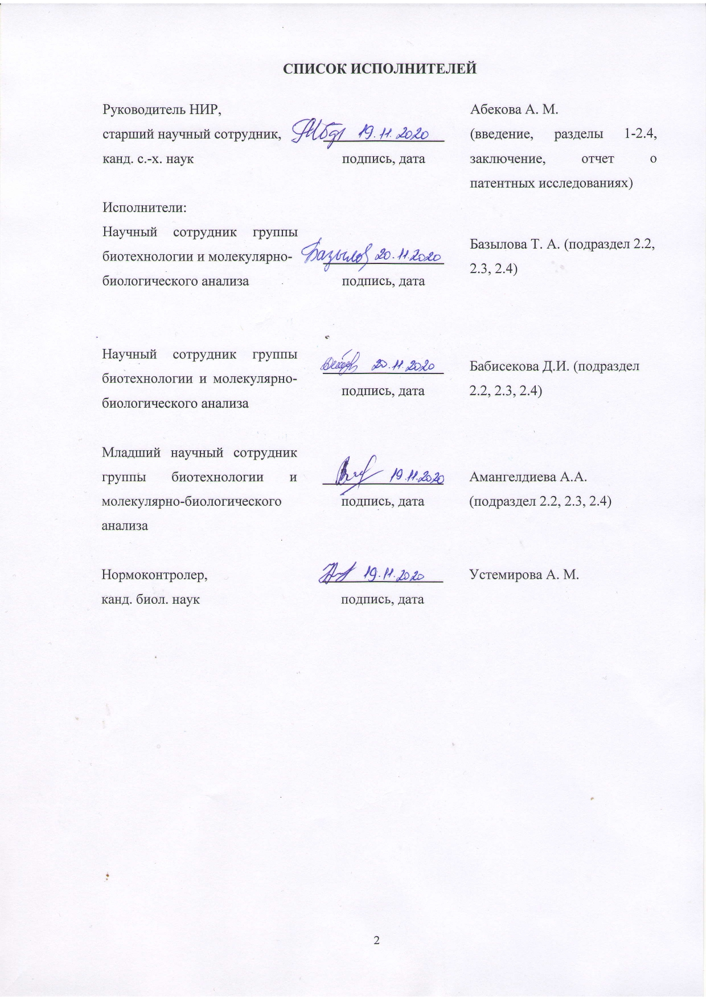 СПИСОК ИСПОЛНИТЕЛЕЙ
Руководитель НИР,
старший научный сотрудник,
канд. с.-х. наук
19.11.2020
подпись, дата
Абекова А. М.
(введение, разделы 1-2.4,
заключение, отчет о
патентных исследованиях)
Исполнители:
Научный сотрудник группы
биотехнологии и молекулярно-
биологического анализа
Базылов 20.11.2020
подпись, дата
Базылова Т. А. (подраздел 2.2,
2.3, 2.4)
Научный сотрудник группы
биотехнологии и молекулярно-
биологического анализа
20.11.2020
подпись, дата
Бабисекова Д.И. (подраздел
2.2, 2.3, 2.4)
Младший научный сотрудник
группы биотехнологии и
молекулярно-биологического
анализа
19.11.2020
подпись, дата
Амангелдиева А.А.
(подраздел 2.2, 2.3, 2.4)
Нормоконтролер,
канд. биол. наук
19.11.2020
подпись, дата
Устемирова А. М.
2